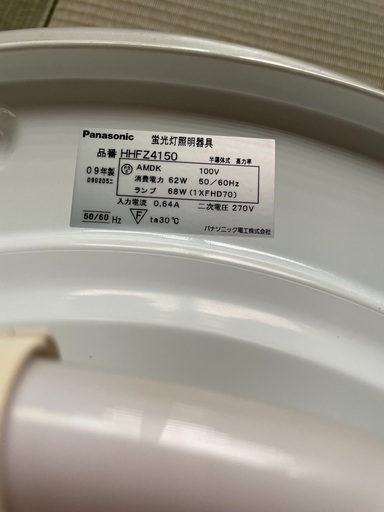 Panasonic 蛍光灯照明器具
品番 HHFZ4150 半導体式 高力率
09年製 AMDK 100V
消費電力 62W 50/60Hz
ランプ 68W (1XFHD70)
入力電流 0.64A 二次電圧 270V
50/60 Hz F ta30℃
パナソニック電工株式会社